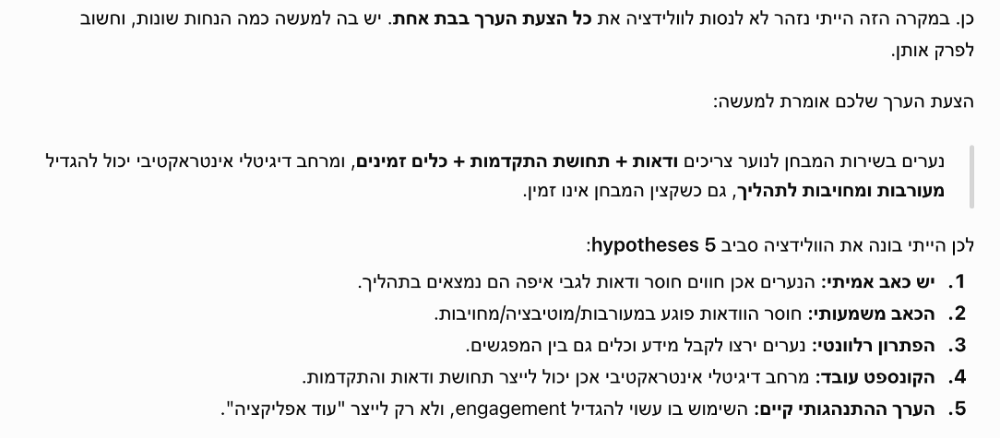 כן. במקרה הזה הייתי נזהר לא לנסות לוולידציה את כל הצעת הערך בבת אחת. יש בה למעשה כמה הנחות שונות, וחשוב
לפרק אותן.
הצעת הערך שלכם אומרת למעשה:
נערים בשירות המבחן לנוער צריכים ודאות + תחושת התקדמות + כלים זמינים, ומרחב דיגיטלי אינטראקטיבי יכול להגדיל
מעורבות ומחויבות לתהליך, גם כשקצין המבחן אינו זמין.
לכן הייתי בונה את הוולידציה סביב 5 hypotheses:
1. יש כאב אמיתי: הנערים אכן חווים חוסר ודאות לגבי איפה הם נמצאים בתהליך.
2. הכאב משמעותי: חוסר הוודאות פוגע במעורבות/מוטיבציה/מחויבות.
3. הפתרון רלוונטי: נערים ירצו לקבל מידע וכלים גם בין המפגשים.
4. הקונספט עובד: מרחב דיגיטלי אינטראקטיבי אכן יכול לייצר תחושת ודאות והתקדמות.
5. הערך ההתנהגותי קיים: השימוש בו עשוי להגדיל engagement, ולא רק לייצר "עוד אפליקציה".